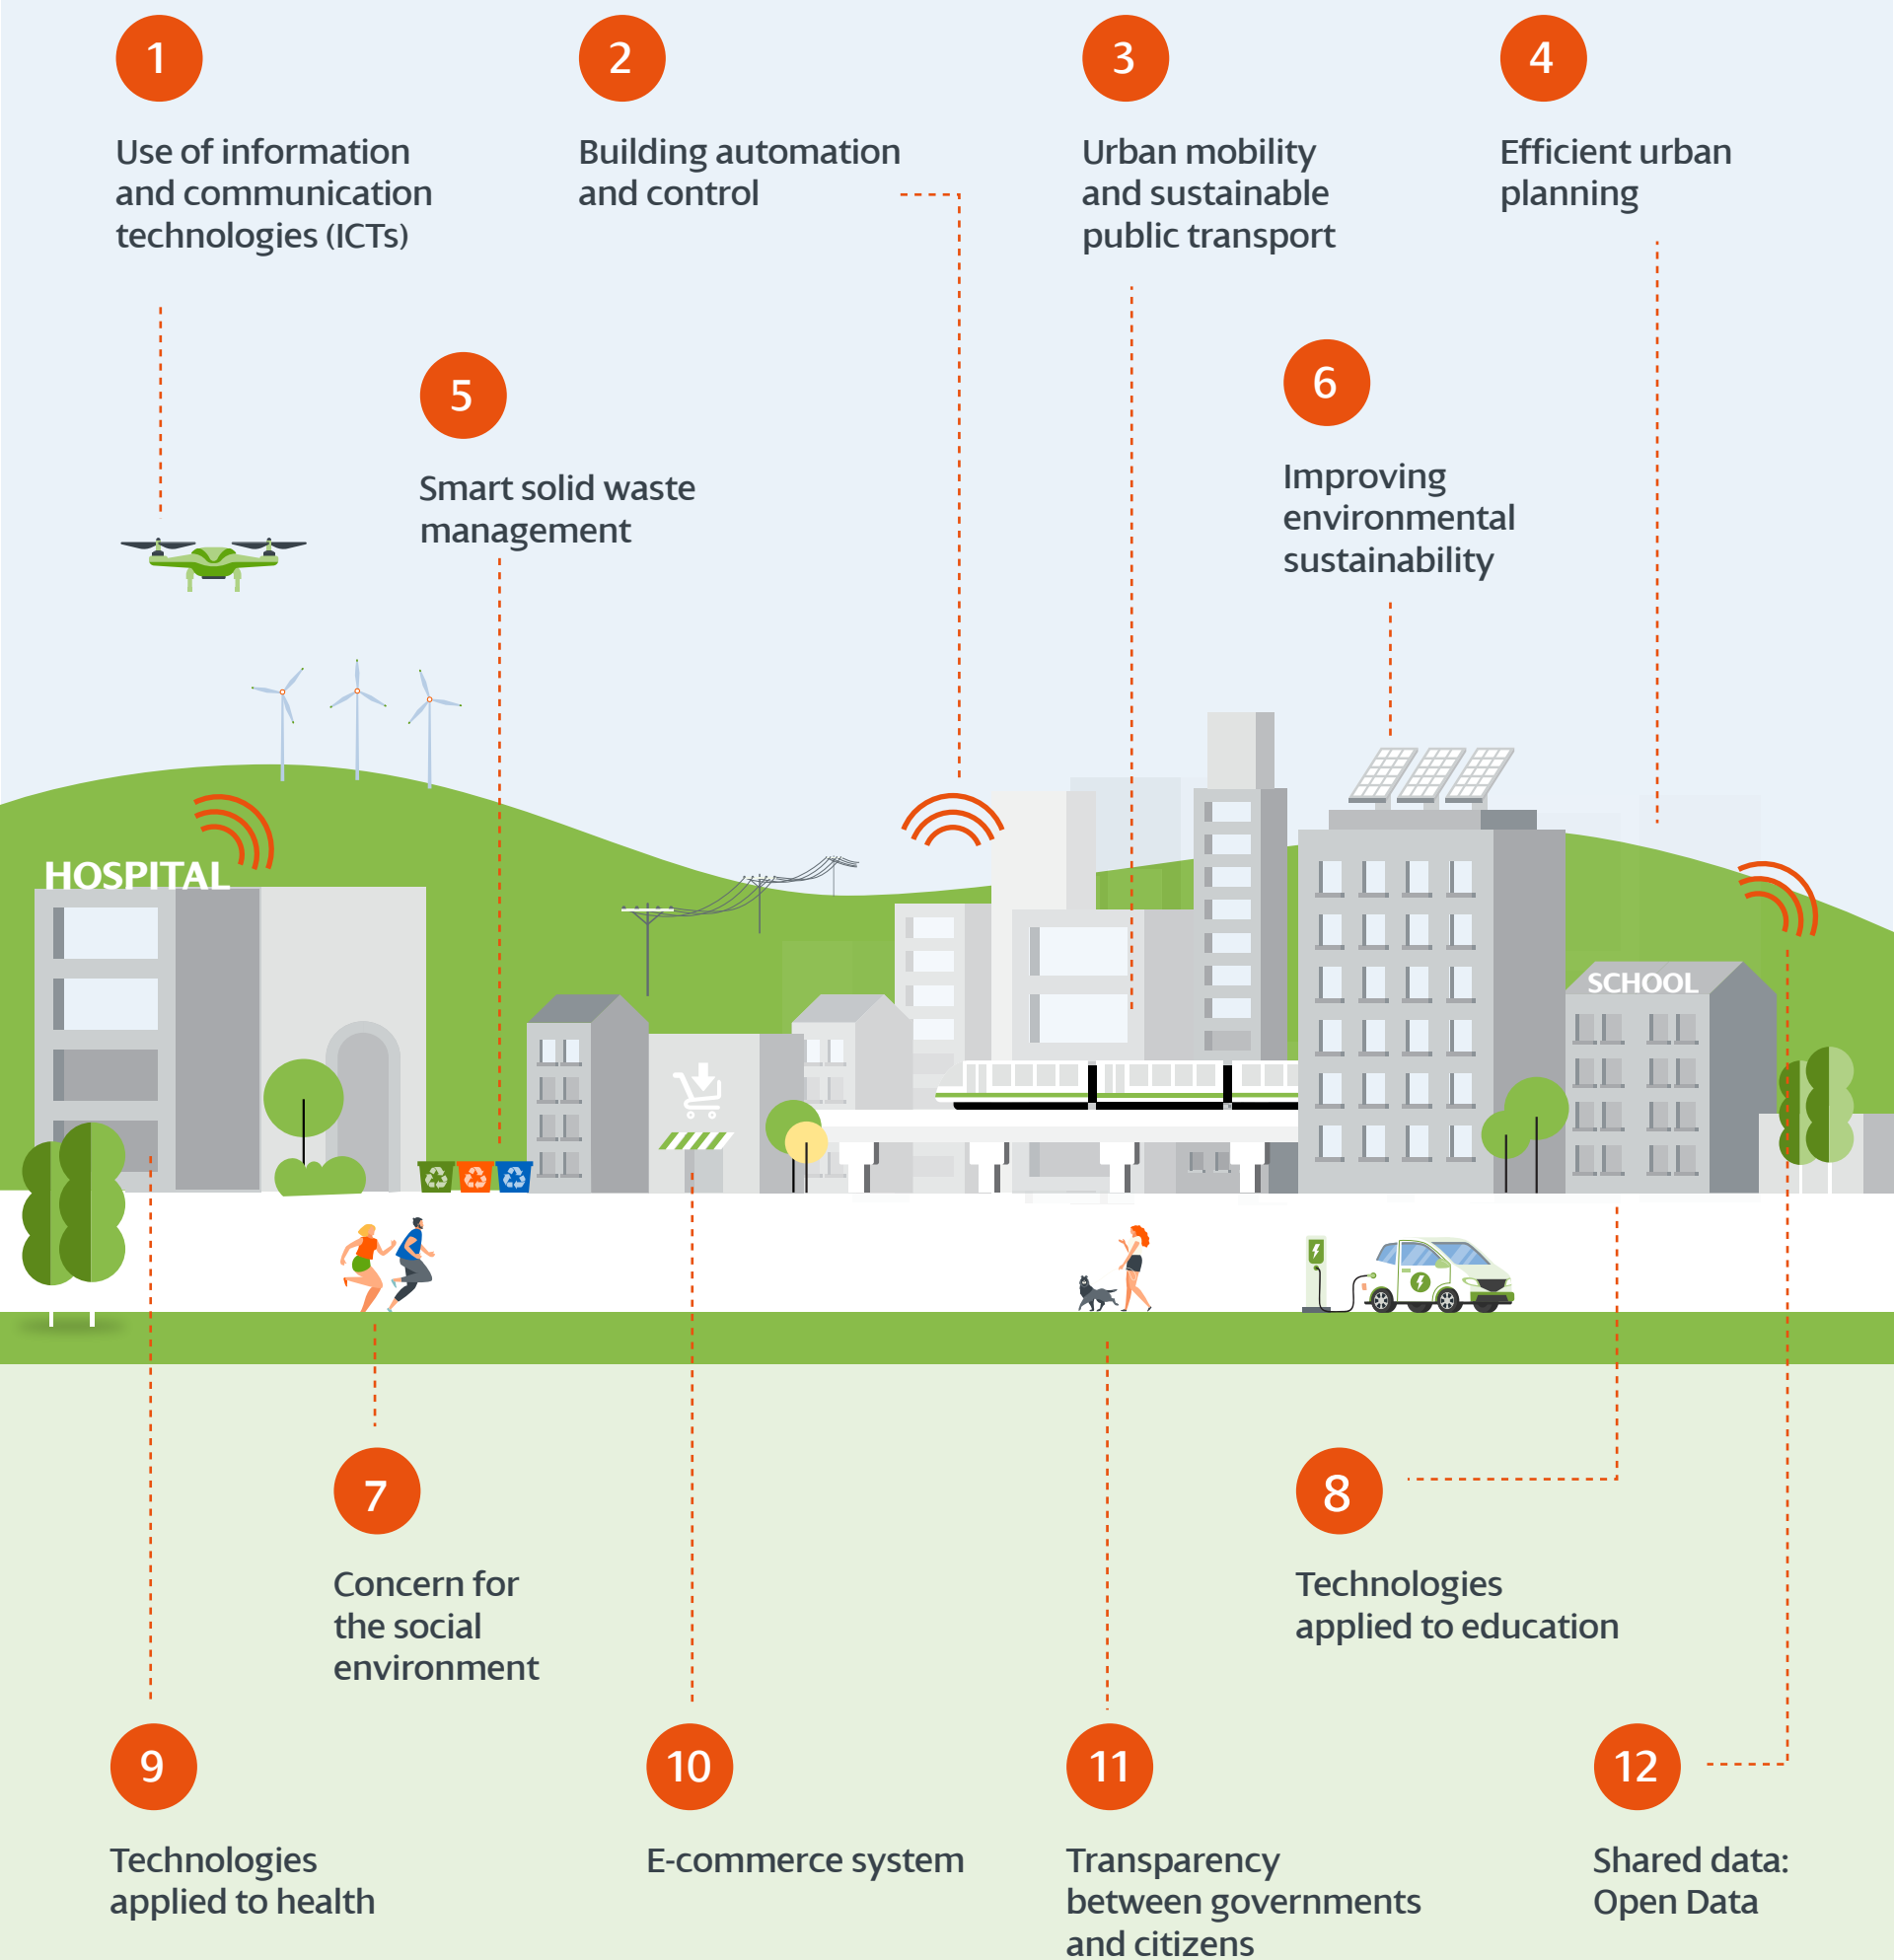 1
Use of information
and communication
technologies (ICTs)
2
Building automation
and control
3
Urban mobility
and sustainable
public transport
4
Efficient urban
planning
5
Smart solid waste
management
6
Improving
environmental
sustainability
HOSPITAL
SCHOOL
7
Concern for
the social
environment
8
Technologies
applied to education
9
Technologies
applied to health
10
E-commerce system
11
Transparency
between governments
and citizens
12
Shared data:
Open Data